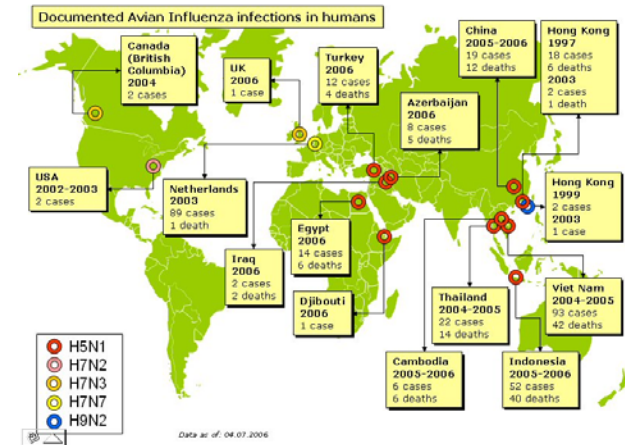 Documented Avian Influenza infections in humans
Canada
(British
Columbia)
2004
2 cases
UK
2006
1 case
Turkey
2006
12 cases
4 deaths
China
2005-2006
19 cases
12 deaths
Hong Kong
1997
18 cases
6 deaths
2003
2 cases
1 death
Azerbaijan
2006
8 cases
5 deaths
USA
2002-2003
2 cases
Netherlands
2003
89 cases
1 death
Hong Kong
1999
2 cases
2003
1 case
Egypt
2006
14 cases
6 deaths
Iraq
2006
2 cases
2 deaths
Djibouti
2006
1 case
Thailand
2004-2005
22 cases
14 deaths
Viet Nam
2004-2005
93 cases
42 deaths
Cambodia
2005-2006
6 cases
6 deaths
Indonesia
2005-2006
52 cases
40 deaths
H5N1
H7N2
H7N3
H7N7
H9N2
Data as of: 04.07.2006